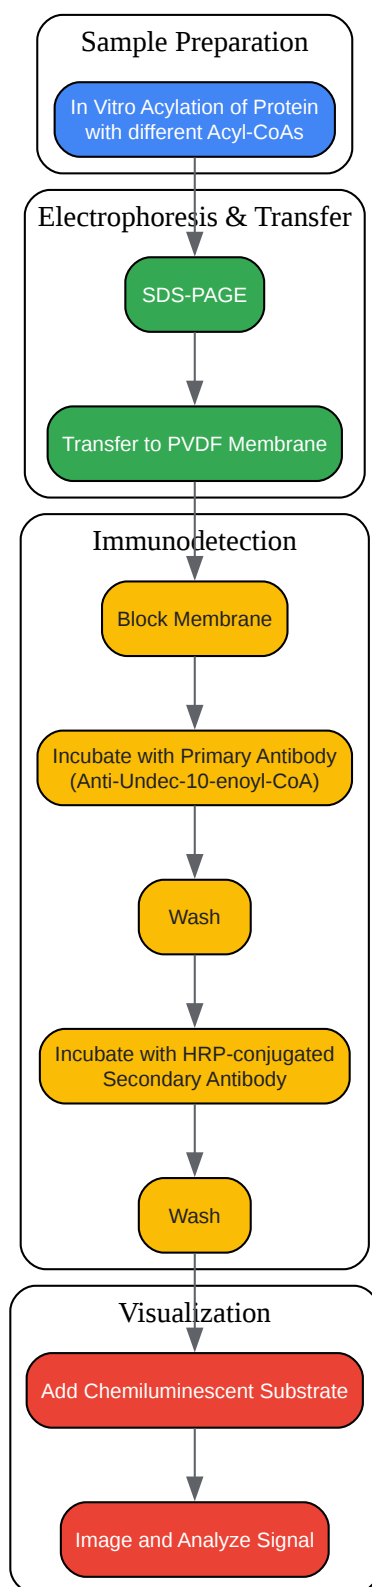 Sample Preparation
In Vitro Acylation of Protein
with different Acyl-CoAs
Electrophoresis & Transfer
SDS-PAGE
Transfer to PVDF Membrane
Immunodetection
Block Membrane
Incubate with Primary Antibody
(Anti-Undec-10-enoyl-CoA)
Wash
Incubate with HRP-conjugated
Secondary Antibody
Wash
Visualization
Add Chemiluminescent Substrate
Image and Analyze Signal